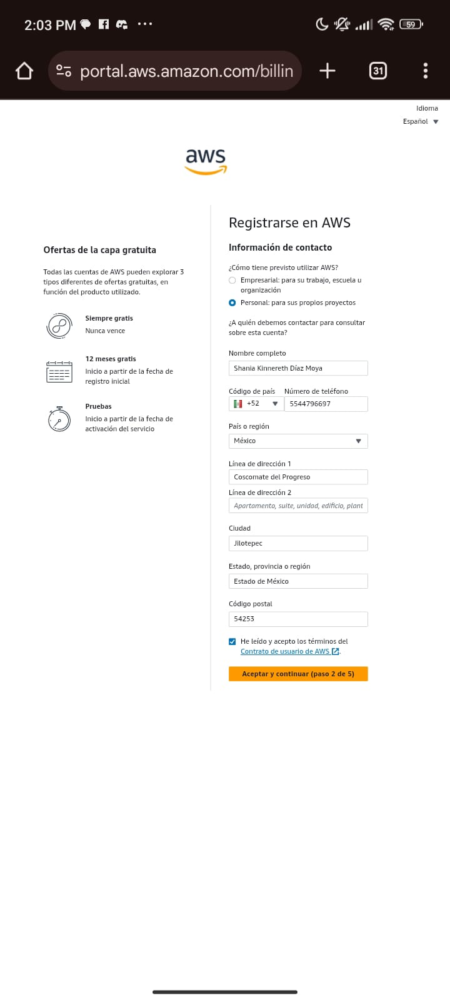 2:03 PM
59
portal.aws.amazon.com/billin
31
Idioma
Español
aws
Ofertas de la capa gratuita
Todas las cuentas de AWS pueden explorar 3
tipos diferentes de ofertas gratuitas, en
función del producto utilizado.
Siempre gratis
Nunca vence
12 meses gratis
Inicio a partir de la fecha de
registro inicial
Pruebas
Inicio a partir de la fecha de
activación del servicio
Registrarse en AWS
Información de contacto
¿Cómo tiene previsto utilizar AWS?
Empresarial: para su trabajo, escuela u
organización
Personal: para sus propios proyectos
¿A quién debemos contactar para consultar
sobre esta cuenta?
Nombre completo
Shania Kinnereth Díaz Moya
Código de país Número de teléfono
+52 5544796697
País o región
México
Línea de dirección 1
Coscomate del Progreso
Línea de dirección 2
Apartamento, suite, unidad, edificio, plant
Ciudad
Jilotepec
Estado, provincia o región
Estado de México
Código postal
54253
He leído y acepto los términos del
Contrato de usuario de AWS.
Aceptar y continuar (paso 2 de 5)